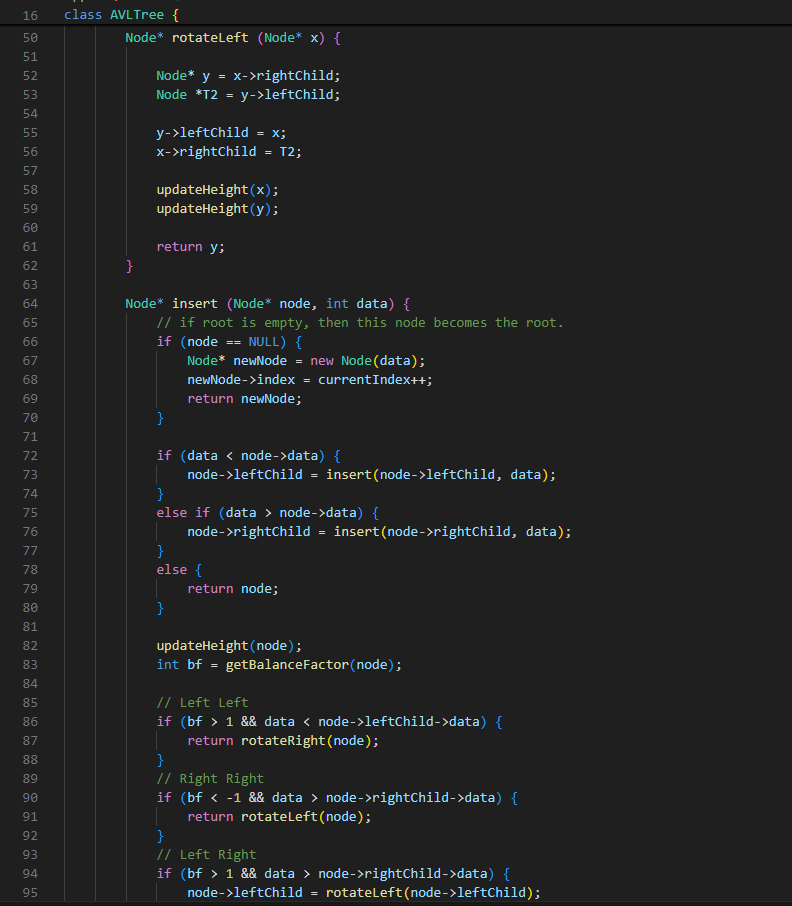 16 class AVLTree {
50 Node* rotateLeft (Node* x) {
51
52 Node* y = x->rightChild;
53 Node *T2 = y->leftChild;
54
55 y->leftChild = x;
56 x->rightChild = T2;
57
58 updateHeight(x);
59 updateHeight(y);
60
61 return y;
62 }
63
64 Node* insert (Node* node, int data) {
65 // if root is empty, then this node becomes the root.
66 if (node == NULL) {
67 Node* newNode = new Node(data);
68 newNode->index = currentIndex++;
69 return newNode;
70 }
71
72 if (data < node->data) {
73 node->leftChild = insert(node->leftChild, data);
74 }
75 else if (data > node->data) {
76 node->rightChild = insert(node->rightChild, data);
77 }
78 else {
79 return node;
80 }
81
82 updateHeight(node);
83 int bf = getBalanceFactor(node);
84
85 // Left Left
86 if (bf > 1 && data < node->leftChild->data) {
87 return rotateRight(node);
88 }
89 // Right Right
90 if (bf < -1 && data > node->rightChild->data) {
91 return rotateLeft(node);
92 }
93 // Left Right
94 if (bf > 1 && data > node->rightChild->data) {
95 node->leftChild = rotateLeft(node->leftChild);